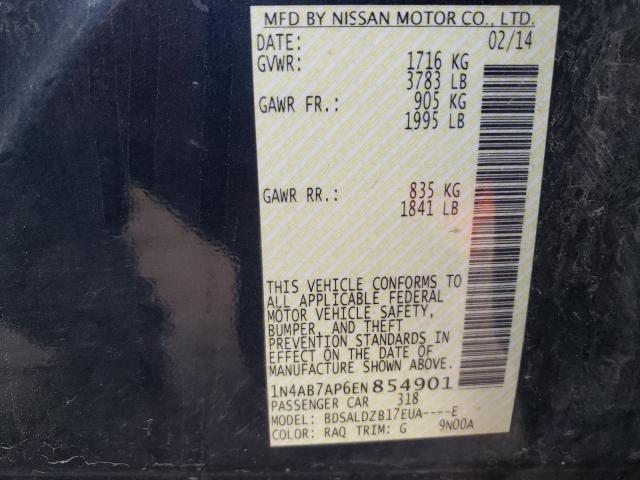 MFD BY NISSAN MOTOR CO., LTD.
DATE: 02/14
GVWR: 1716 KG
3783 LB
GAWR FR.: 905 KG
1995 LB
GAWR RR.: 835 KG
1841 LB
THIS VEHICLE CONFORMS TO
ALL APPLICABLE FEDERAL
MOTOR VEHICLE SAFETY,
BUMPER, AND THEFT
PREVENTION STANDARDS IN
EFFECT ON THE DATE OF
MANUFACTURE SHOWN ABOVE.
1N4AB7AP6EN854901
PASSENGER CAR 318
MODEL: BDSALDZB17EUA----E
COLOR: RAQ TRIM: G 9N00A